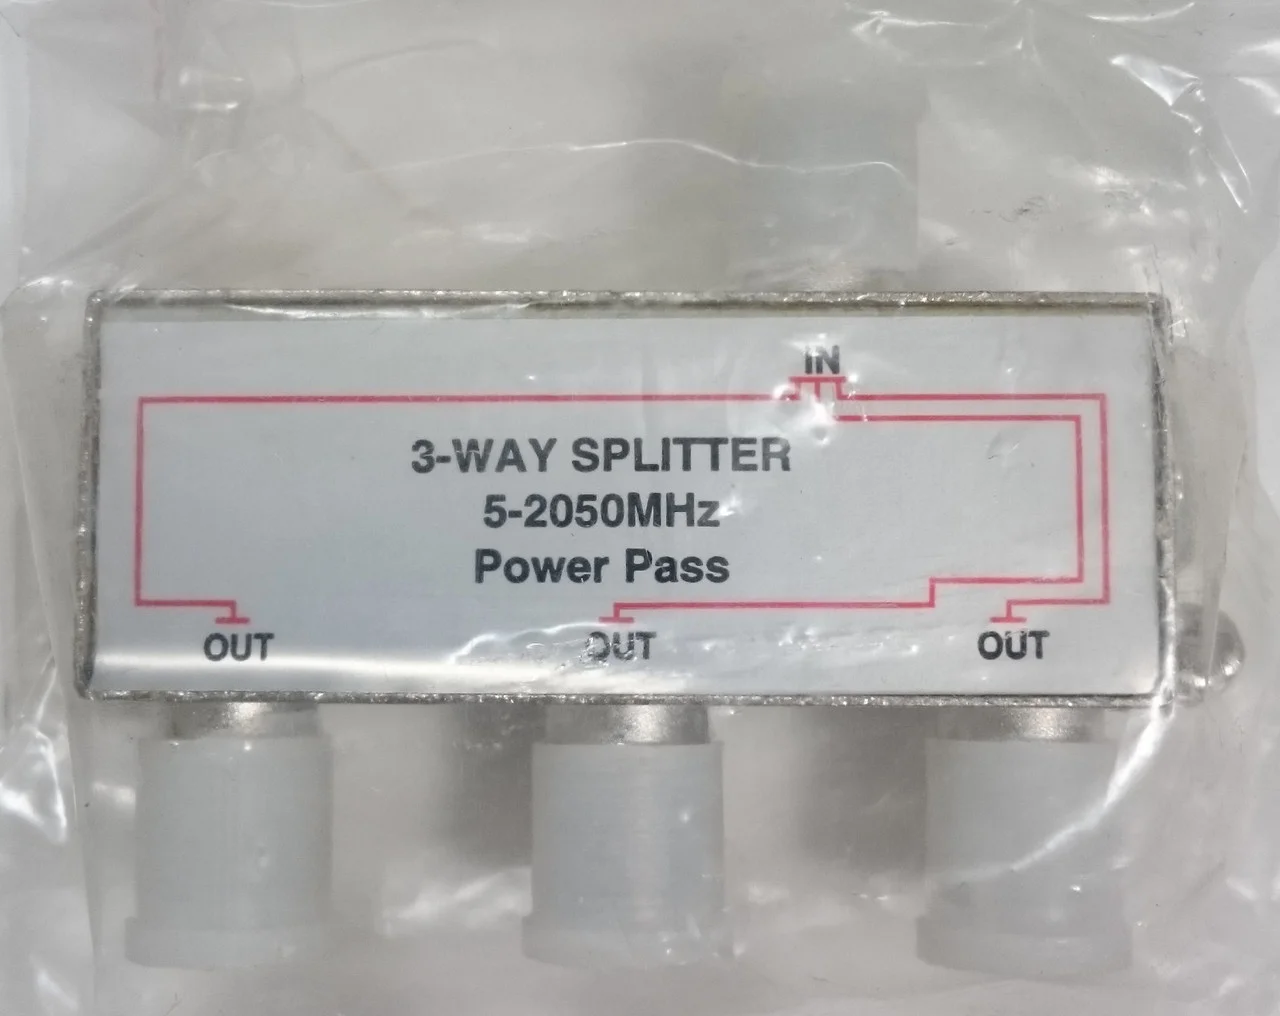 IN
3-WAY SPLITTER
5-2050MHz
Power Pass
OUT OUT OUT